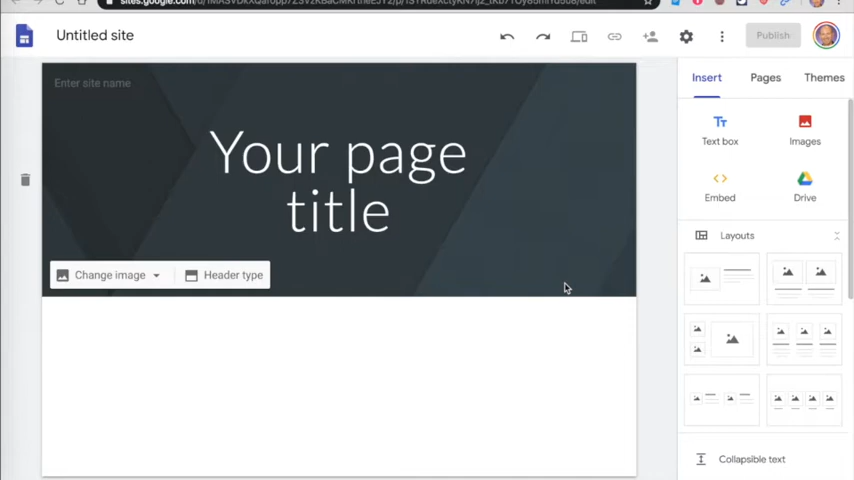 Untitled site
Publish
Insert
Pages
Themes
Enter site name
Your page
title
Change image
Header type
Text box
Images
Embed
Drive
Layouts
Collapsible text